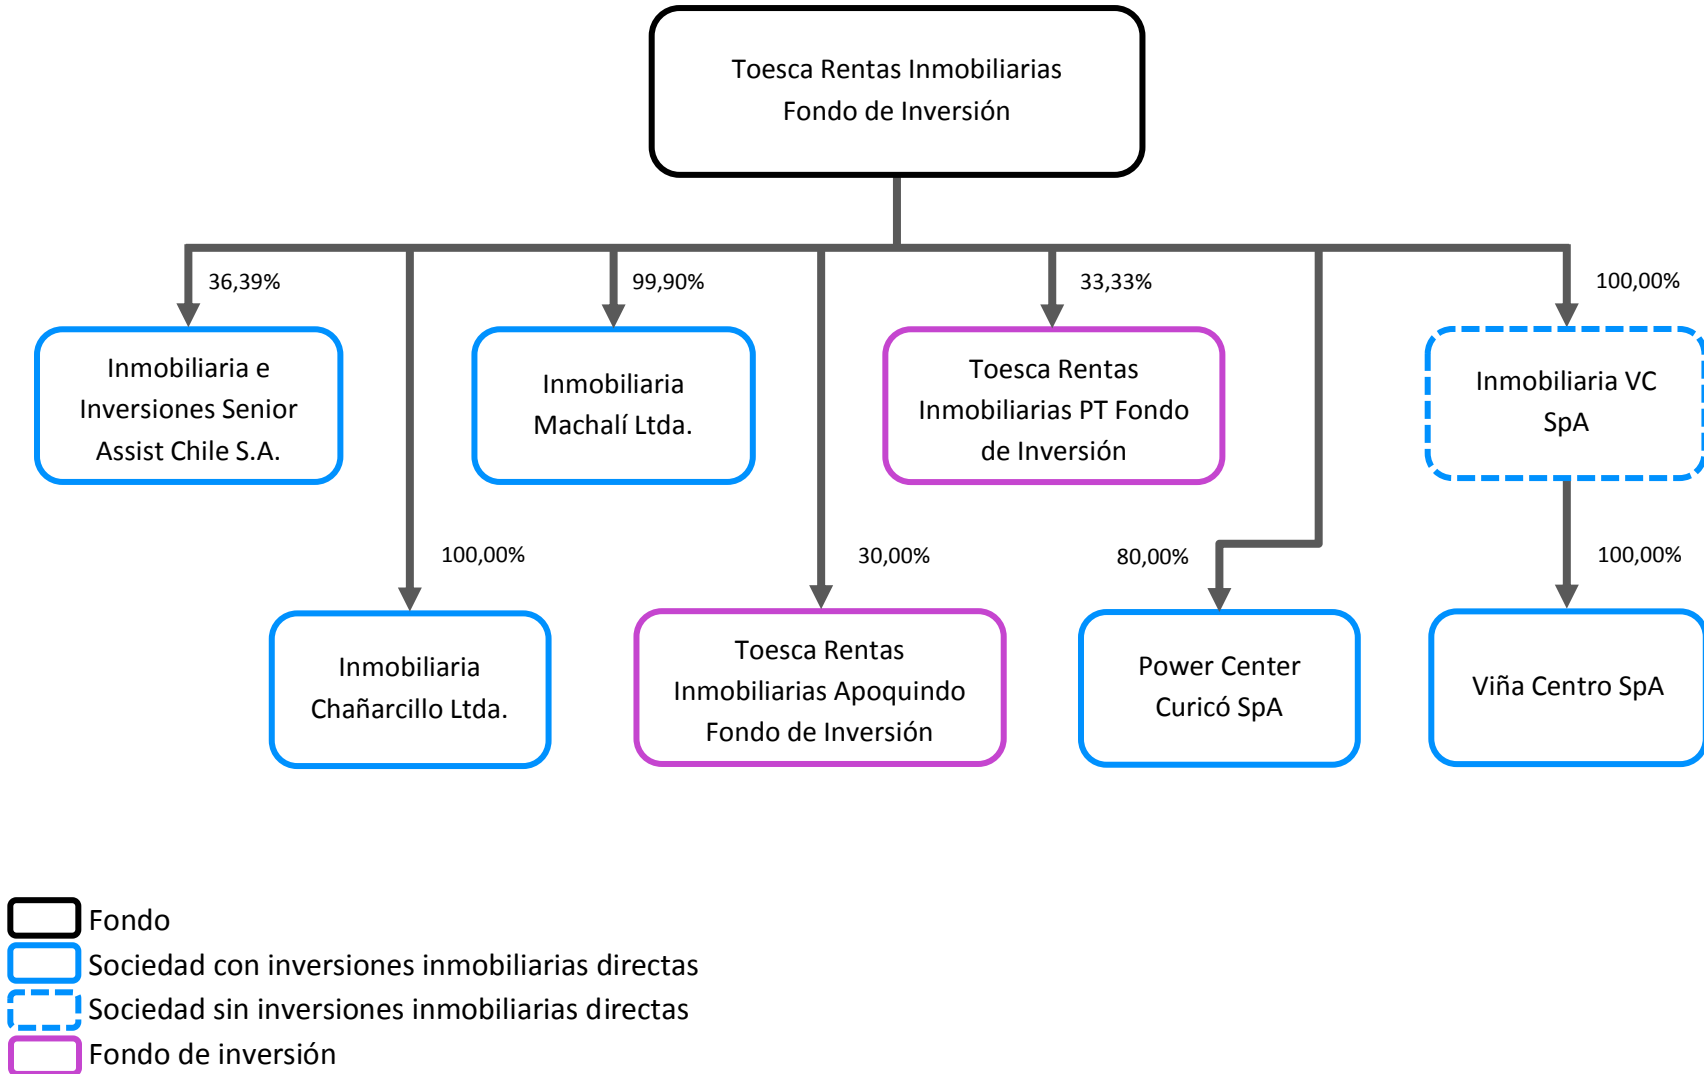 Toesca Rentas Inmobiliarias
Fondo de Inversión
36,39%
99,90%
33,33%
100,00%
Inmobiliaria e
Inversiones Senior
Assist Chile S.A.
Inmobiliaria
Machalí Ltda.
Toesca Rentas
Inmobiliarias PT Fondo
de Inversión
Inmobiliaria VC
SpA
100,00%
30,00%
80,00%
100,00%
Inmobiliaria
Chañarcillo Ltda.
Toesca Rentas
Inmobiliarias Apoquindo
Fondo de Inversión
Power Center
Curicó SpA
Viña Centro SpA
Fondo
Sociedad con inversiones inmobiliarias directas
Sociedad sin inversiones inmobiliarias directas
Fondo de inversión